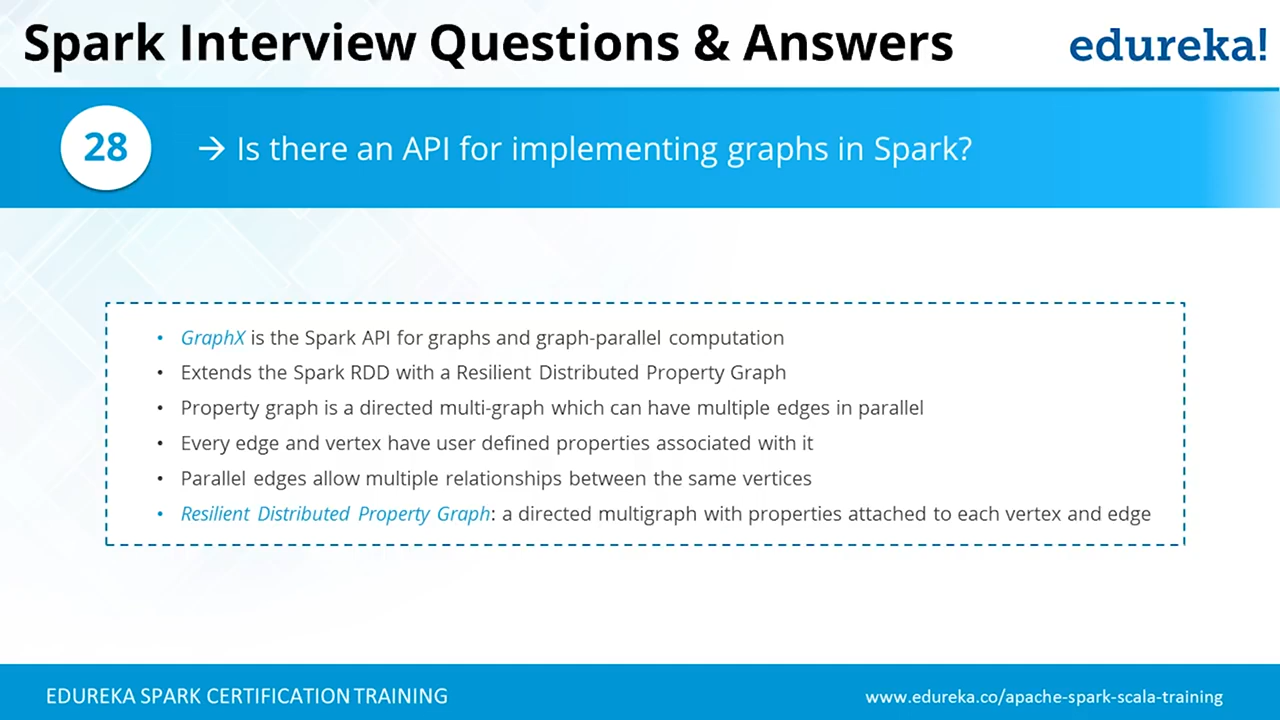 Spark Interview Questions & Answers
edureka!
28
→ Is there an API for implementing graphs in Spark?
• GraphX is the Spark API for graphs and graph-parallel computation
• Extends the Spark RDD with a Resilient Distributed Property Graph
• Property graph is a directed multi-graph which can have multiple edges in parallel
• Every edge and vertex have user defined properties associated with it
• Parallel edges allow multiple relationships between the same vertices
• Resilient Distributed Property Graph: a directed multigraph with properties attached to each vertex and edge
EDUREKA SPARK CERTIFICATION TRAINING
www.edureka.co/apache-spark-scala-training